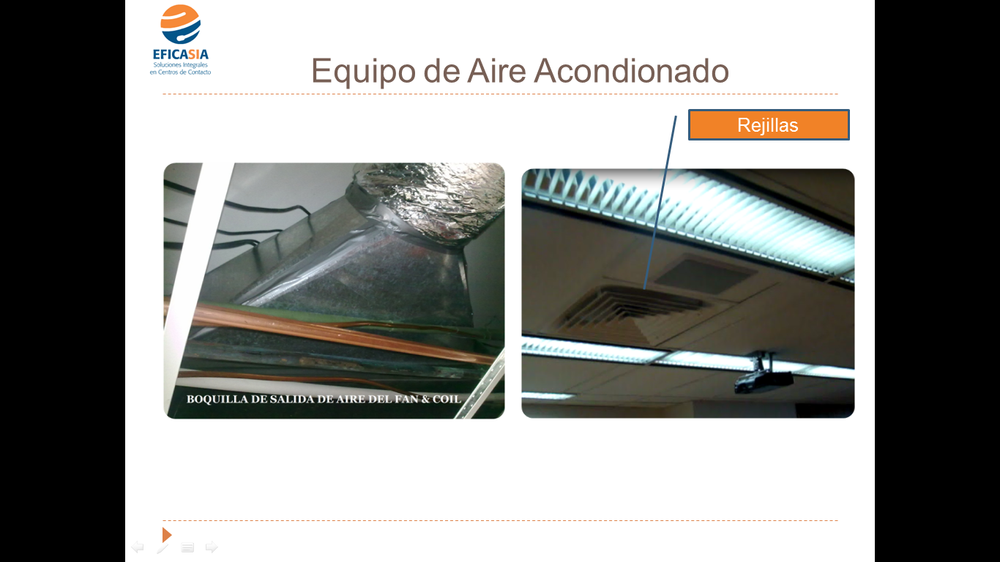 EFICASIA
Soluciones Integrales
en Centros de Contacto
Equipo de Aire Acondionado
Rejillas
BOQUILLA DE SALIDA DE AIRE DEL FAN & COIL